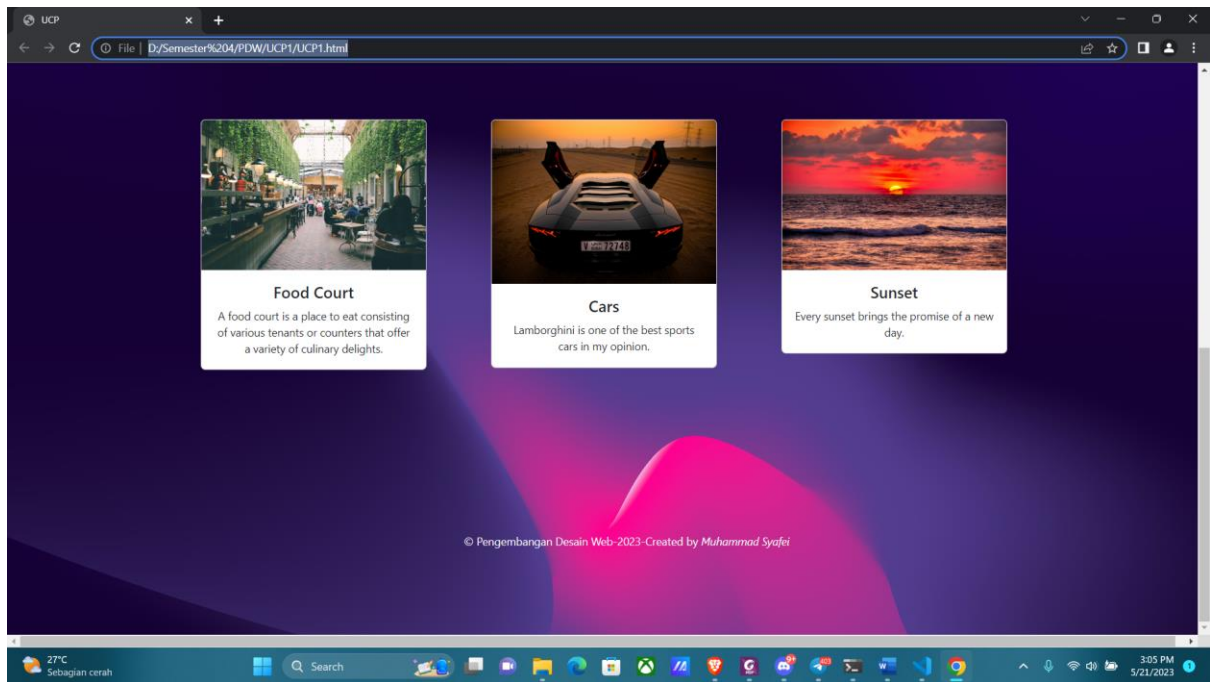 UCP
File | D:/Semester%204/PDW/UCP1/UCP1.html
Food Court
A food court is a place to eat consisting
of various tenants or counters that offer
a variety of culinary delights.
Cars
Lamborghini is one of the best sports
cars in my opinion.
Sunset
Every sunset brings the promise of a new
day.
© Pengembangan Desain Web-2023-Created by Muhammad Syafei
27°C
Sebagian cerah
Search
3:05 PM
5/21/2023
1